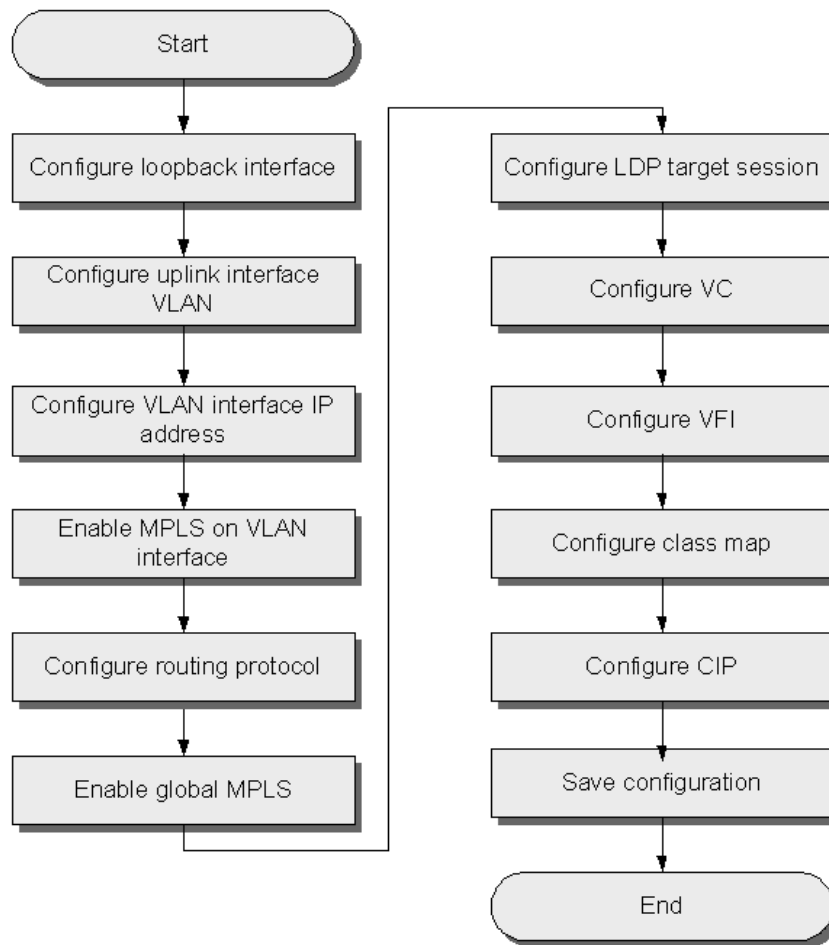 Start
Configure loopback interface
Configure uplink interface
VLAN
Configure VLAN interface IP
address
Enable MPLS on VLAN
interface
Configure routing protocol
Enable global MPLS
Configure LDP target session
Configure VC
Configure VFI
Configure class map
Configure CIP
Save configuration
End